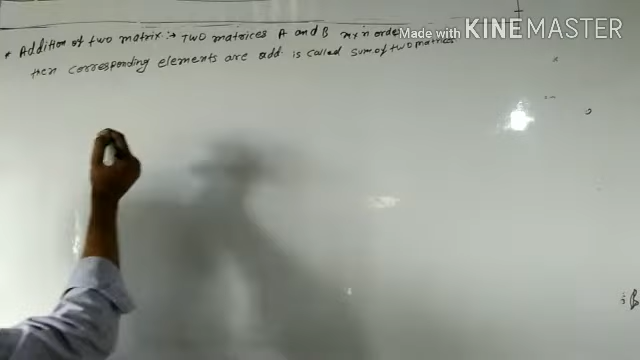 * Addition of two matrix :→ TWO matrices A and B nxn order
then corresponding elements are add is called sum of two matrices
Made with KINEMASTER